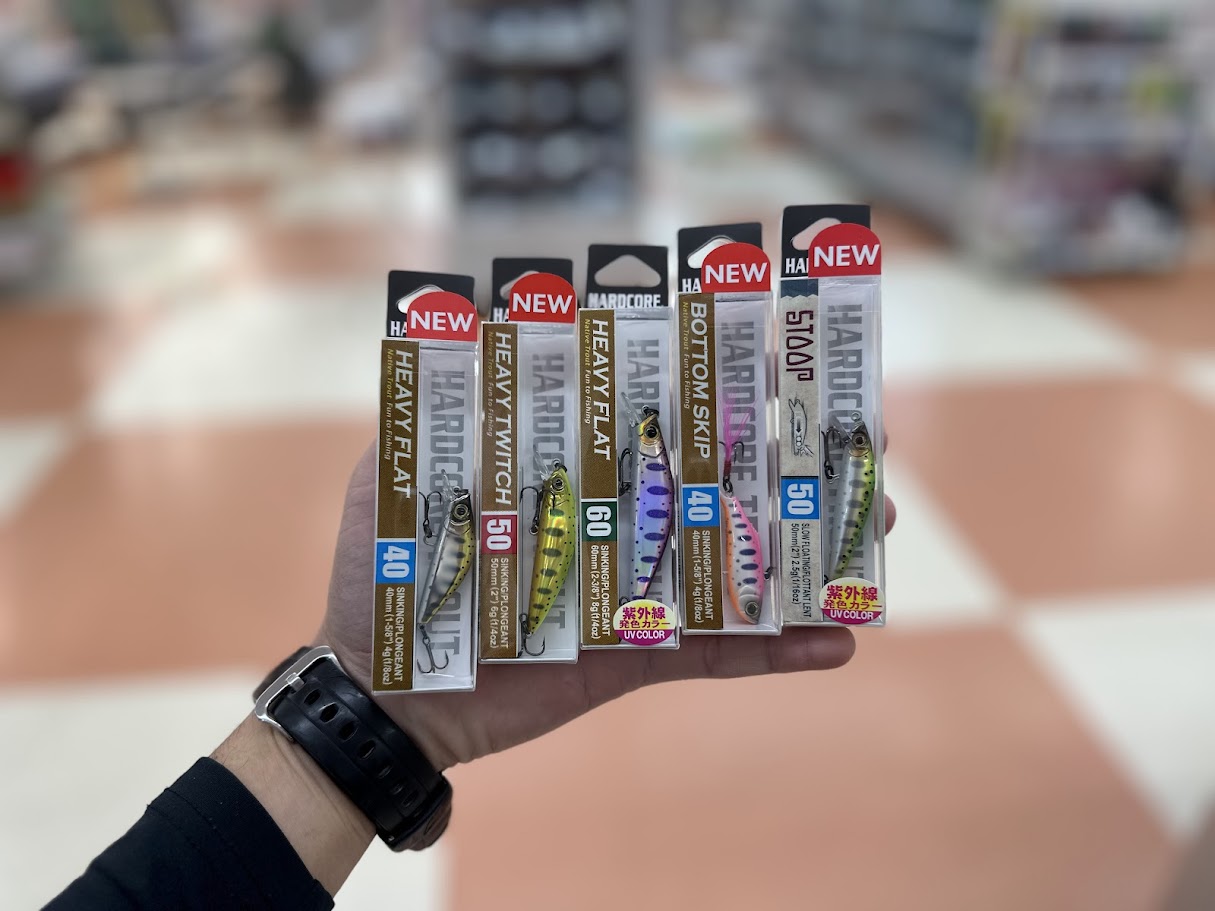 NEW
HEAVY FLAT
Native Trout Fun to Fishing
40
SINKING/PLONGEANT
40mm (1-5/8") 4g (1/8oz)
NEW
HEAVY TWITCH
Native Trout Fun to Fishing
50
SINKING/PLONGEANT
50mm (2") 6g (1/4oz)
HARDCORE
HEAVY FLAT
Native Trout Fun to Fishing
60
SINKING/PLONGEANT
60mm (2-3/8") 8g (1/4oz)
紫外線
発色カラー
UV COLOR
NEW
BOTTOM SKIP
Native Trout Fun to Fishing
40
SINKING/PLONGEANT
40mm (1-5/8") 4g (1/8oz)
HARDCORE
NEW
STOOP
50
SLOW FLOATING/FLOTTANT LENT
50mm (2") 2.5g (1/16oz)
紫外線
発色カラー
UV COLOR